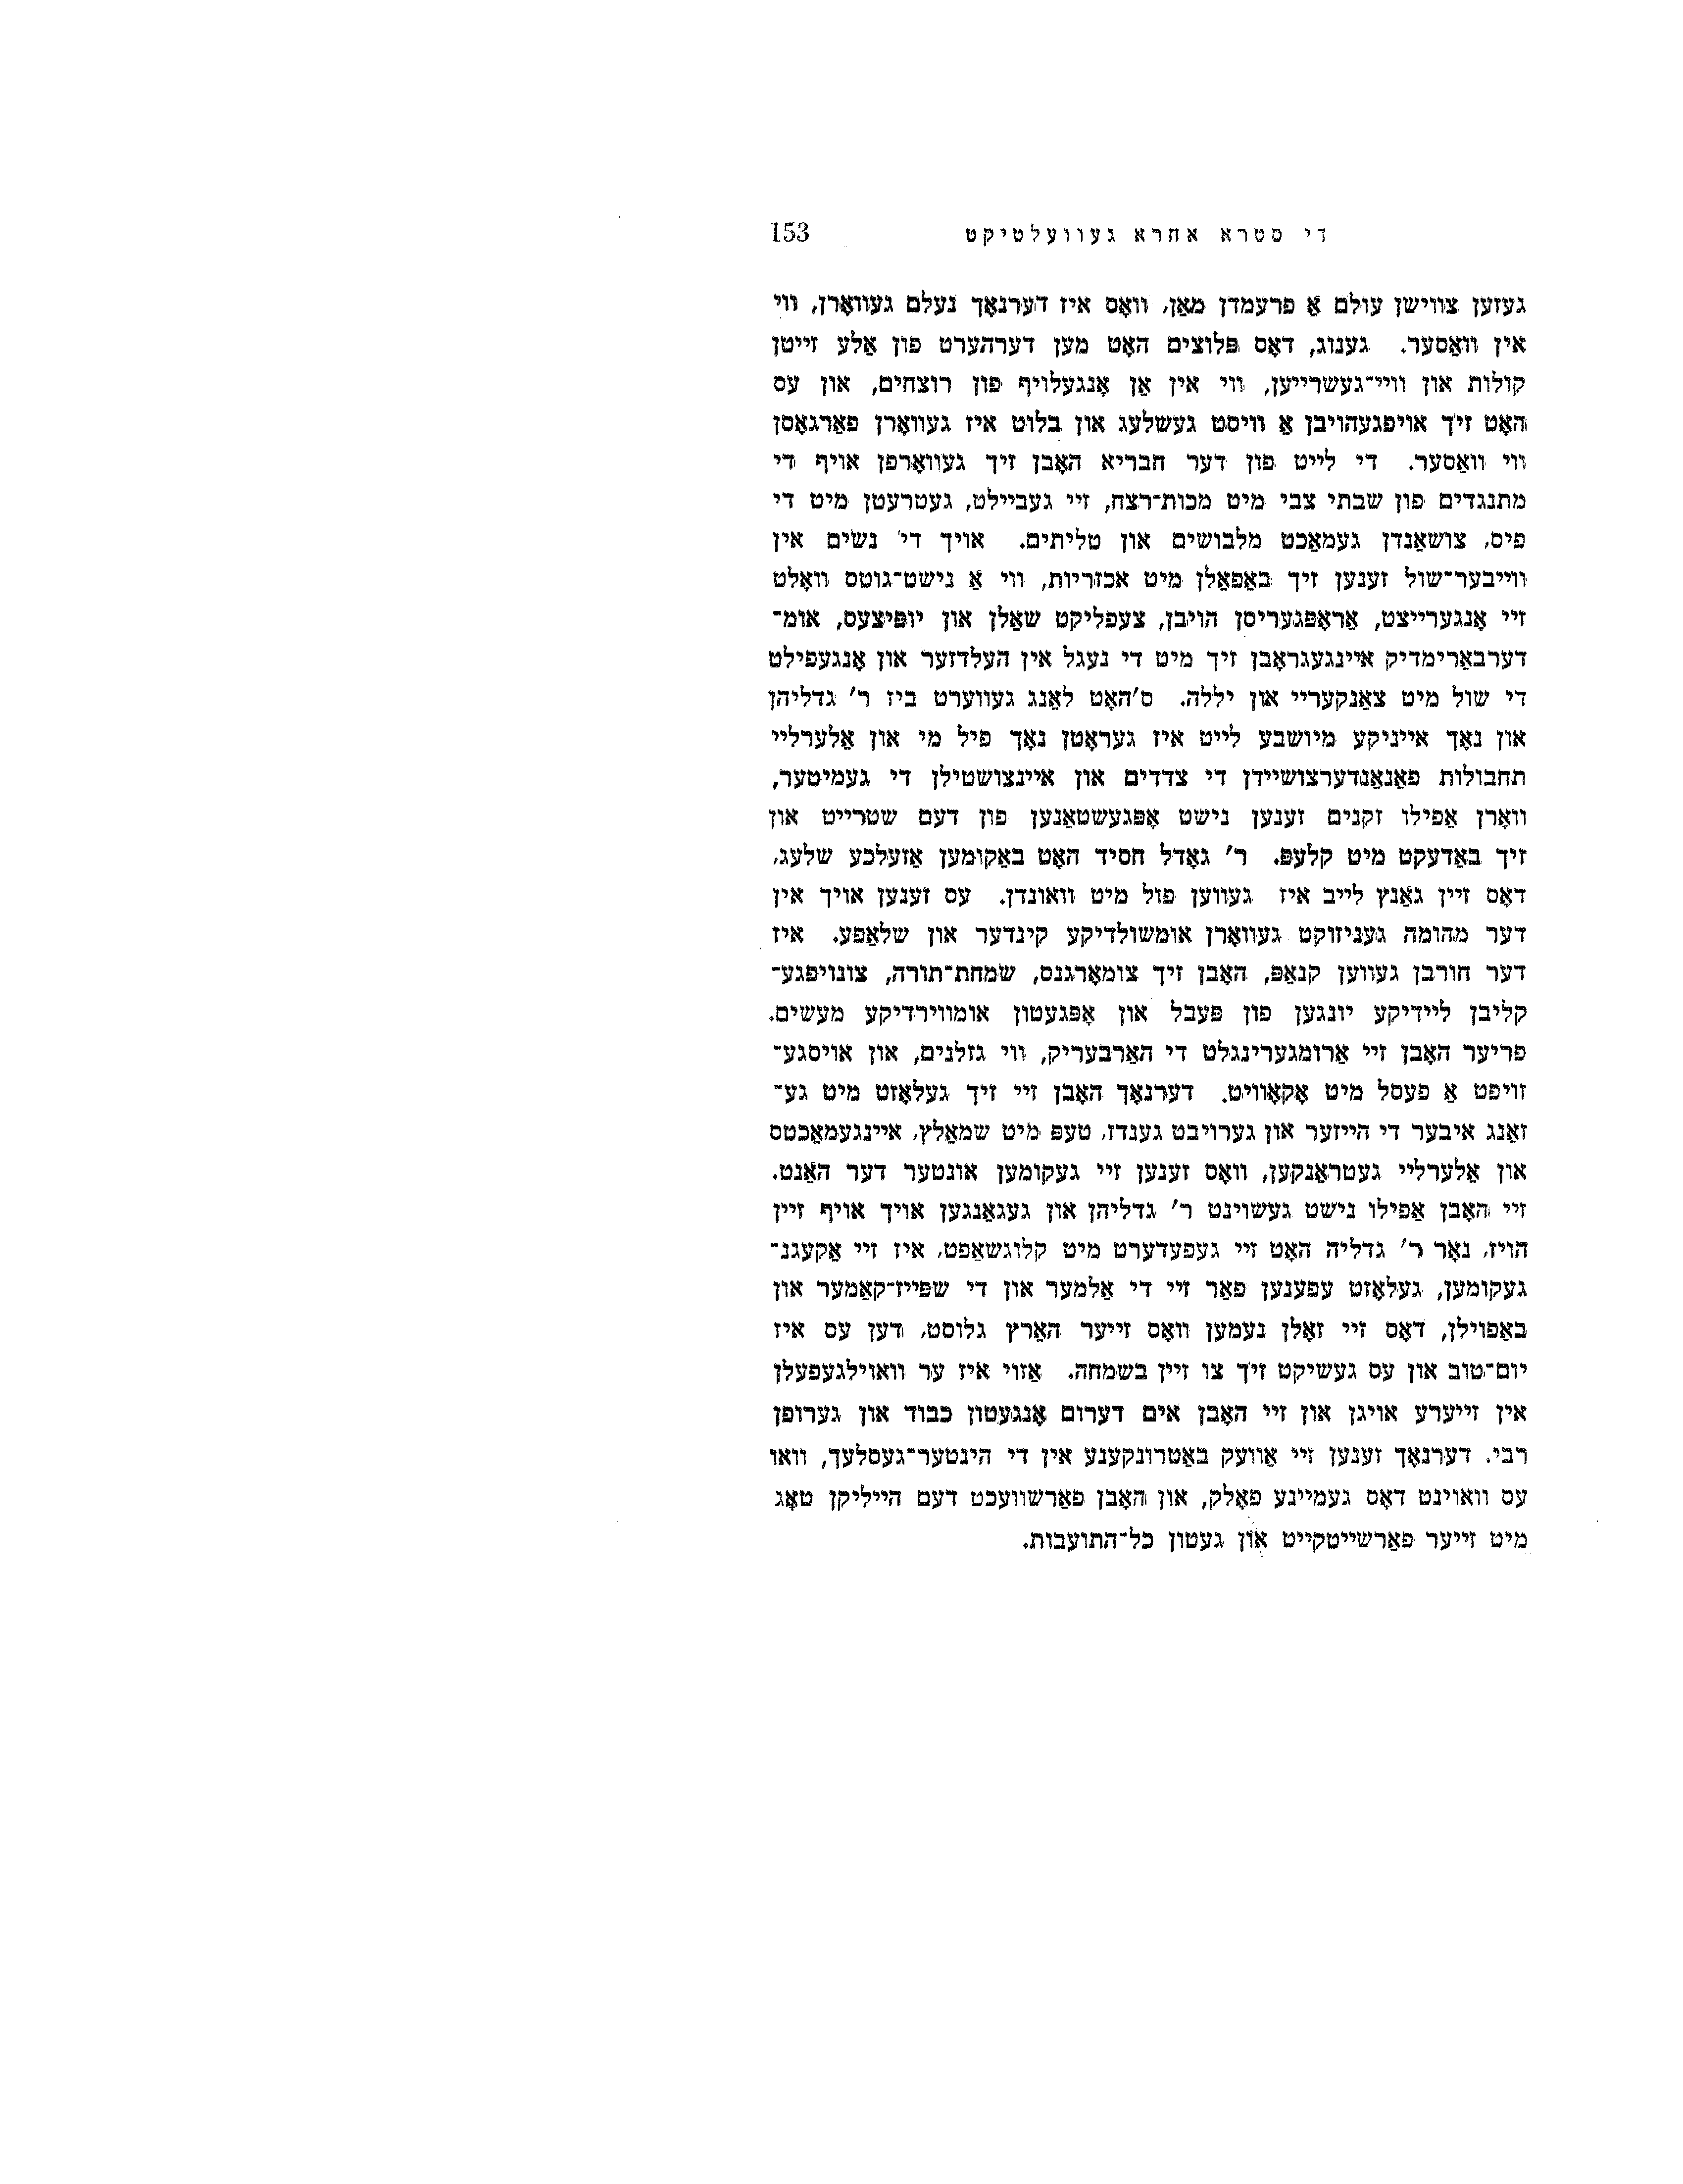 די סטרא אחרא געוועלטיקט 153
געזען צווישן עולם אַ פרעמדן מאַן, וואָס איז דערנאָך נעלם געוואָרן, ווי
אין וואַסער. גענוג, דאָס פּלוצים האָט מען דערהערט פון אַלע זייטן
קולות און וויי־געשרייען, ווי אין אַן אָנגעלויף פון רוצחים, און עס
האָט זיך אויפגעהויבן אַ וויסט געשלעג און בלוט איז געוואָרן פאַרגאָסן
ווי וואַסער. די לייט פון דער חבריא האָבן זיך געוואָרפן אויף די
מתנגדים פון שבתי צבי מיט מכות־רצח, זיי געביילט, געטרעטן מיט די
פיס, צושאַנדן געמאַכט מלבושים און טליתים. אויך די נשים אין
ווייבער־שול זענען זיך באַפאַלן מיט אכזריות, ווי אַ נישט־גוטס וואָלט
זיי אָנגערייצט, אַראָפּגעריסן הויבן, צעפליקט שאַלן און יופּיצעס, אומ־
דערבאַרימדיק איינגעגראָבן זיך מיט די נעגל אין העלדזער און אָנגעפילט
די שול מיט צאַנקעריי און יללה. ס'האָט לאַנג געווערט ביז ר' גדליהן
און נאָך אייניקע מיושבע לייט איז געראָטן נאָך פיל מי און אַלערליי
תחבולות פאַנאַנדערצושיידן די צדדים און איינצושטילן די געמיטער,
וואָרן אַפילו זקנים זענען נישט אָפּגעשטאַנען פון דעם שטרייט און
זיך באַדעקט מיט קלעפּ. ר' גאָדל חסיד האָט באַקומען אַזעלכע שלעג,
דאָס זיין גאַנץ לייב איז געווען פול מיט וואונדן. עס זענען אויך אין
דער מהומה געניזוקט געוואָרן אומשולדיקע קינדער און שלאַפע. איז
דער חורבן געווען קנאַפּ, האָבן זיך צומאָרגנס, שמחת־תורה, צונויפגע־
קליבן ליידיקע יונגען פון פּעבל און אָפּגעטון אומווירדיקע מעשים.
פריער האָבן זיי אַרומגערינגלט די האַרבעריק, ווי גזלנים, און אויסגע־
זויפט אַ פעסל מיט אָקאָוויט. דערנאָך האָבן זיי זיך געלאָזט מיט גע־
זאַנג איבער די הייזער און גערויבט גענדז, טעפּ מיט שמאַלץ, איינגעמאַכטס
און אַלערליי געטראַנקען, וואָס זענען זיי געקומען אונטער דער האַנט.
זיי האָבן אַפילו נישט געשוינט ר' גדליהן און געגאַנגען אויך אויף זיין
הויז, נאָר ר' גדליה האָט זיי געפעדערט מיט קלוגשאַפט, איז זיי אַקעגנ־
געקומען, געלאָזט עפענען פאַר זיי די אַלמער און די שפּייז־קאַמער און
באַפוילן, דאָס זיי זאָלן נעמען וואָס זייער האַרץ גלוסט, דען עס איז
יום־טוב און עס געשיקט זיך צו זיין בשמחה. אַזוי איז ער וואוילגעפעלן
אין זייערע אויגן און זיי האָבן אים דערום אָנגעטון כבוד און גערופן
רבי. דערנאָך זענען זיי אַוועק באַטרונקענע אין די הינטער־געסלעך, וואו
עס וואוינט דאָס געמיינע פאָלק, און האָבן פאַרשוועכט דעם הייליקן טאָג
מיט זייער פאַרשייטקייט און געטון כל־התועבות.